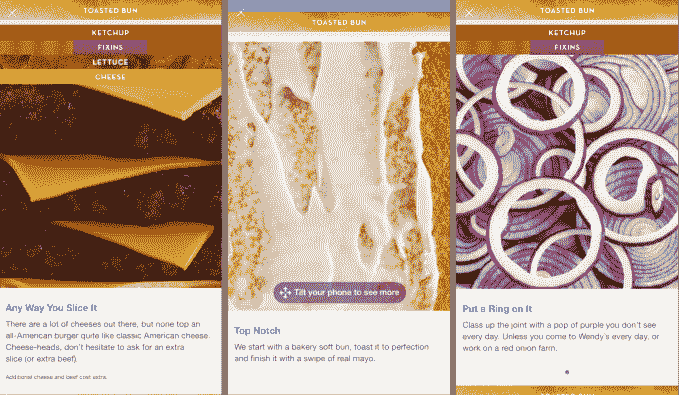 TOASTED BUN
KETCHUP
FIXINS
LETTUCE
CHEESE
Any Way You Slice It
There are a lot of cheeses out there, but none top an
all-American burger quite like classic American cheese.
Cheese-heads, don't hesitate to ask for an extra
slice (or extra beef).
Additional cheese and beef cost extra.
TOASTED BUN
Tilt your phone to see more
Top Notch
We start with a bakery soft bun, toast it to perfection
and finish it with a swipe of real mayo.
TOASTED BUN
KETCHUP
FIXINS
Put a Ring on It
Class up the joint with a pop of purple you don't see
every day. Unless you come to Wendy's every day, or
work on a red onion farm.